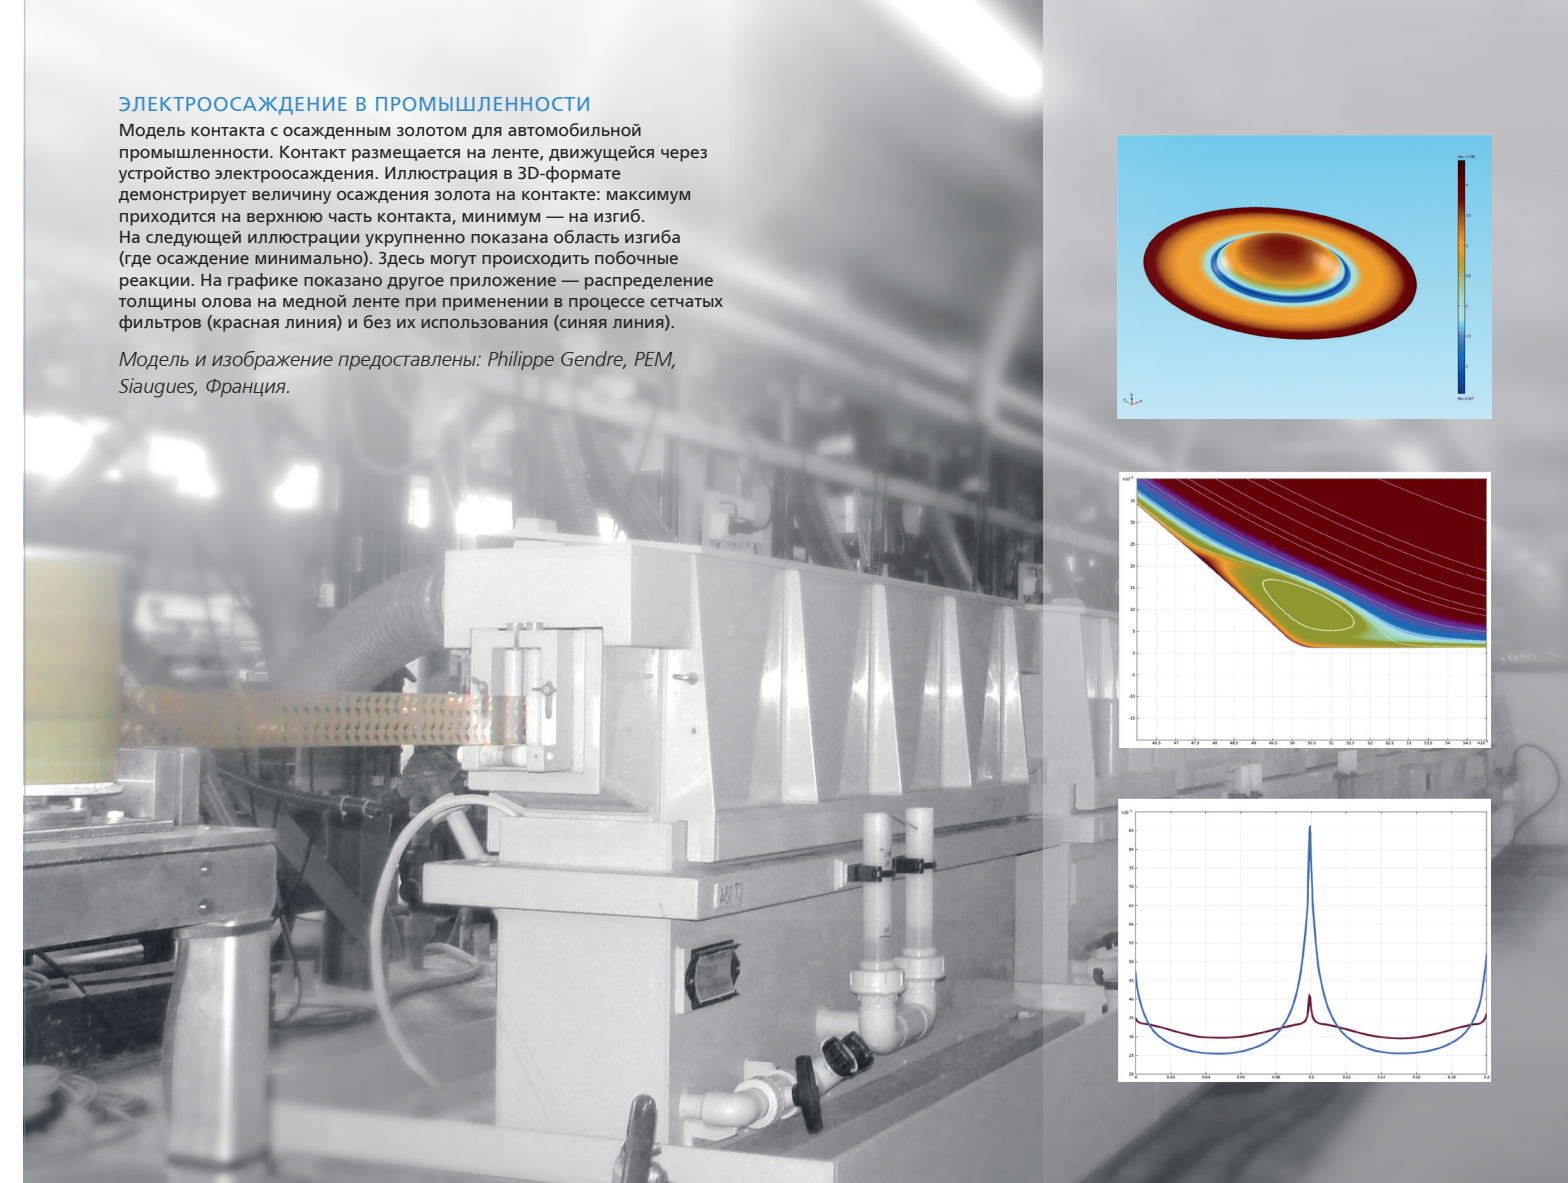 ЭЛЕКТРООСАЖДЕНИЕ В ПРОМЫШЛЕННОСТИ
Модель контакта с осажденным золотом для автомобильной
промышленности. Контакт размещается на ленте, движущейся через
устройство электроосаждения. Иллюстрация в 3D-формате
демонстрирует величину осаждения золота на контакте: максимум
приходится на верхнюю часть контакта, минимум — на изгиб.
На следующей иллюстрации укрупненно показана область изгиба
(где осаждение минимально). Здесь могут происходить побочные
реакции. На графике показано другое приложение — распределение
толщины олова на медной ленте при применении в процессе сетчатых
фильтров (красная линия) и без их использования (синяя линия).
Модель и изображение предоставлены: Philippe Gendre, PEM,
Siaugues, Франция.